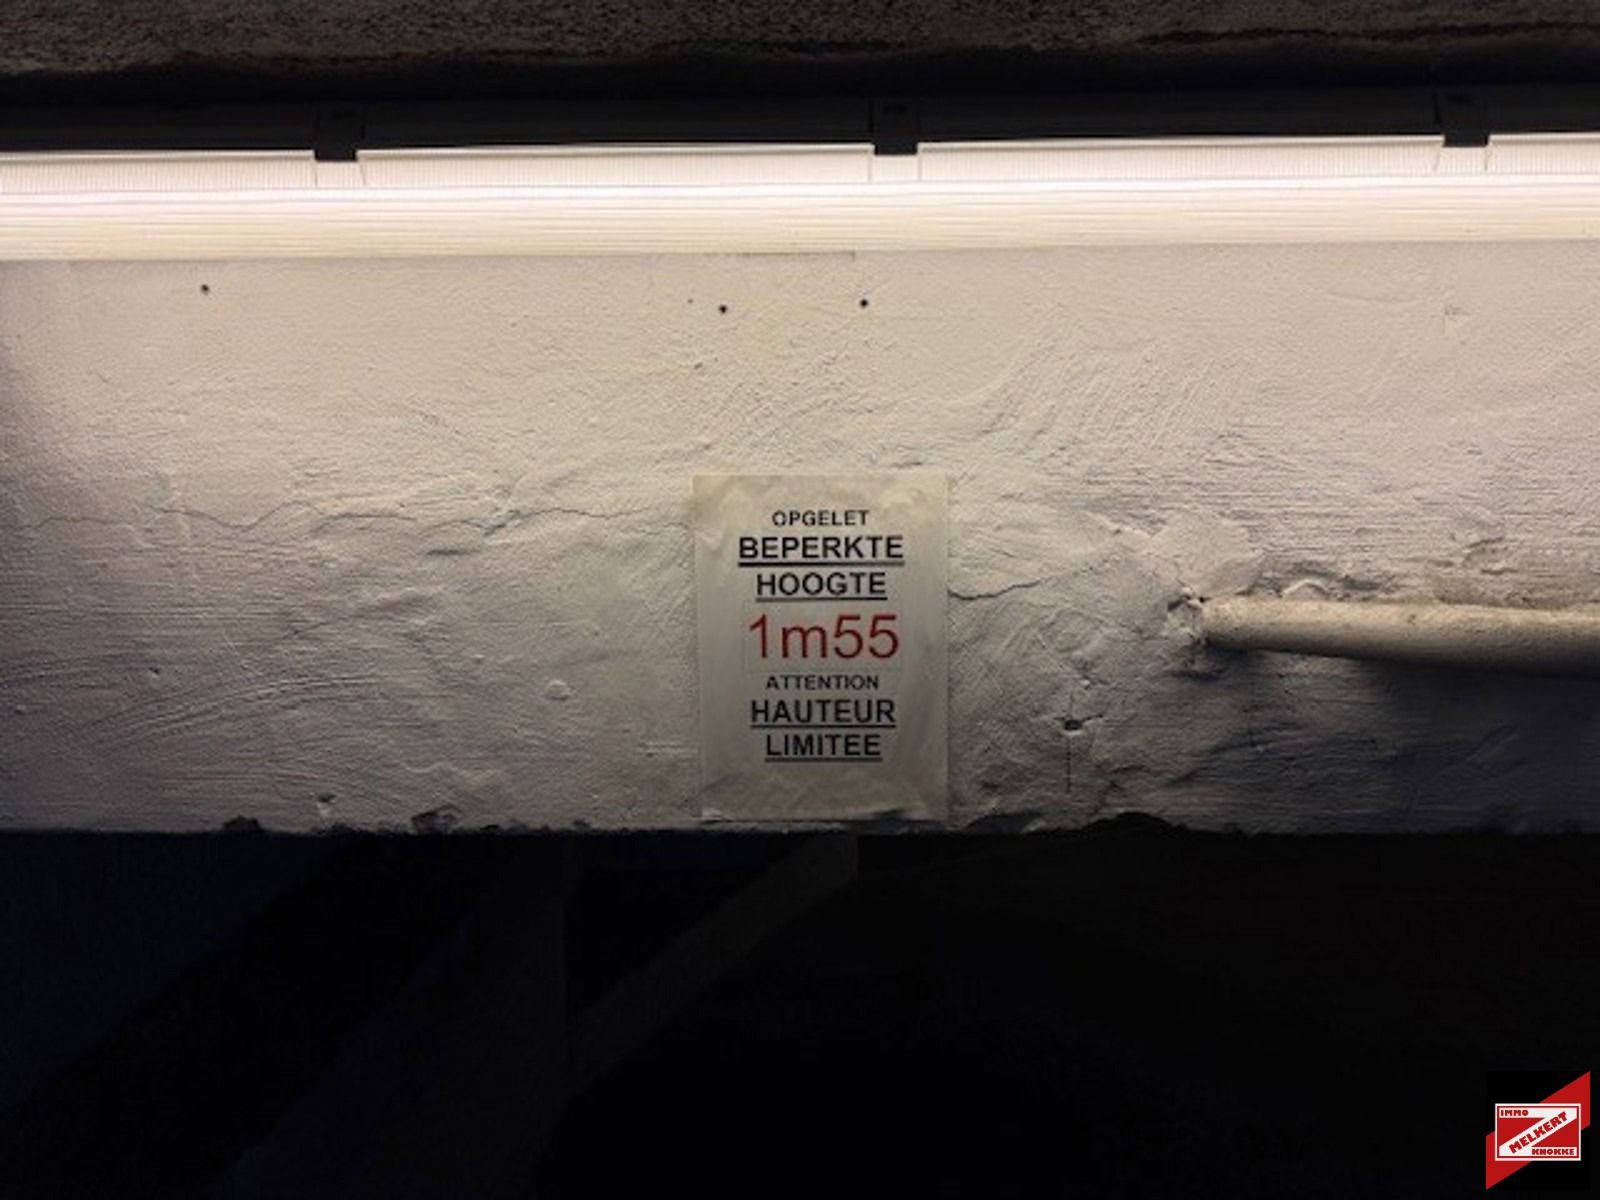 OPGELET
BEPERKTE
HOOGTE
1m55
ATTENTION
HAUTEUR
LIMITEE
IMMO
MELKERT
KNOKKE